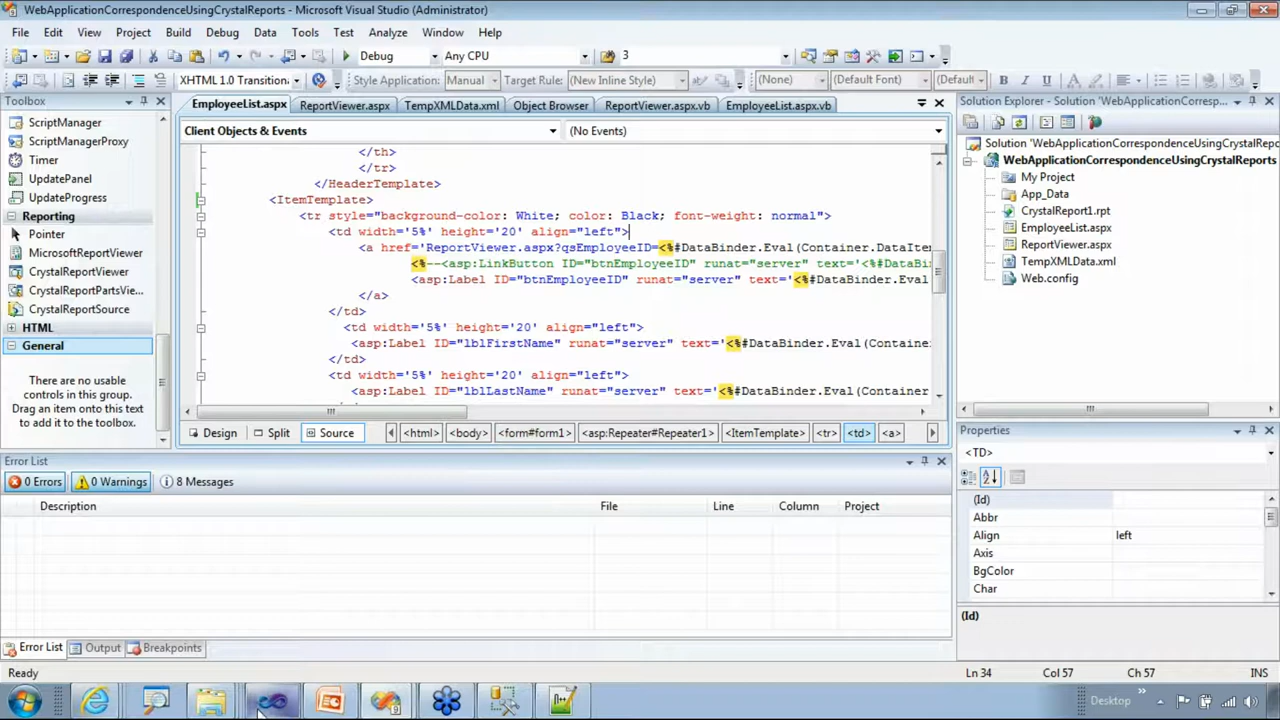 WebApplicationCorrespondenceUsingCrystalReports - Microsoft Visual Studio (Administrator)
File Edit View Project Build Debug Data Tools Test Analyze Window Help
Debug Any CPU 3
XHTML 1.0 Transition Style Application: Manual Target Rule: (New Inline Style) (None) (Default Font) (Default B I U A
Toolbox
ScriptManager
ScriptManagerProxy
Timer
UpdatePanel
UpdateProgress
Reporting
Pointer
MicrosoftReportViewer
CrystalReportViewer
CrystalReportPartsVie...
CrystalReportSource
HTML
General
There are no usable
controls in this group.
Drag an item onto this text
to add it to the toolbox.
EmployeeList.aspx ReportViewer.aspx TempXMLData.xml Object Browser ReportViewer.aspx.vb EmployeeList.aspx.vb
Client Objects & Events (No Events)
</th>
</tr>
</HeaderTemplate>
<ItemTemplate>
<tr style="background-color: White; color: Black; font-weight: normal">
<td width='5%' height='20' align="left">
<a href='ReportViewer.aspx?qsEmployeeID=<%#DataBinder.Eval(Container.DataItem
<%--<asp:LinkButton ID="btnEmployeeID" runat="server" text='<%#DataBi
<asp:Label ID="btnEmployeeID" runat="server" text='<%#DataBinder.Eval
</a>
</td>
<td width='5%' height='20' align="left">
<asp:Label ID="lblFirstName" runat="server" text='<%#DataBinder.Eval(Contain
</td>
<td width='5%' height='20' align="left">
<asp:Label ID="lblLastName" runat="server" text='<%#DataBinder.Eval(Container
Design Split Source <html> <body> <form#form1> <asp:Repeater#Repeater1> <ItemTemplate> <tr> <td> <a>
Solution Explorer - Solution 'WebApplicationCorresp...
Solution 'WebApplicationCorrespondenceUsingCr
WebApplicationCorrespondenceUsingCrystalReports
My Project
App_Data
CrystalReport1.rpt
EmployeeList.aspx
ReportViewer.aspx
TempXMLData.xml
Web.config
Properties
<TD>
(Id)
Abbr
Align left
Axis
BgColor
Char
(Id)
Error List
0 Errors 0 Warnings 8 Messages
Description File Line Column Project
Error List Output Breakpoints
Ready Ln 34 Col 57 Ch 57 INS
Desktop